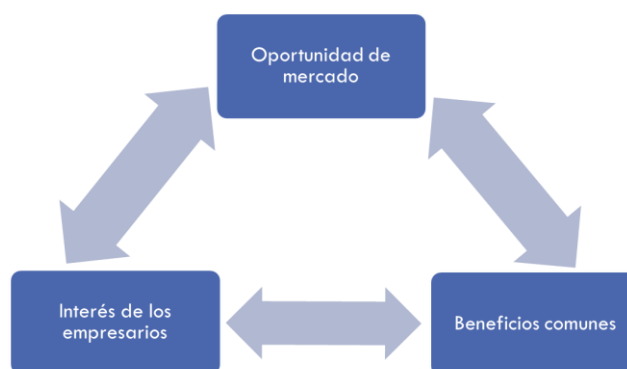 Oportunidad de
mercado
Interés de los
empresarios
Beneficios comunes